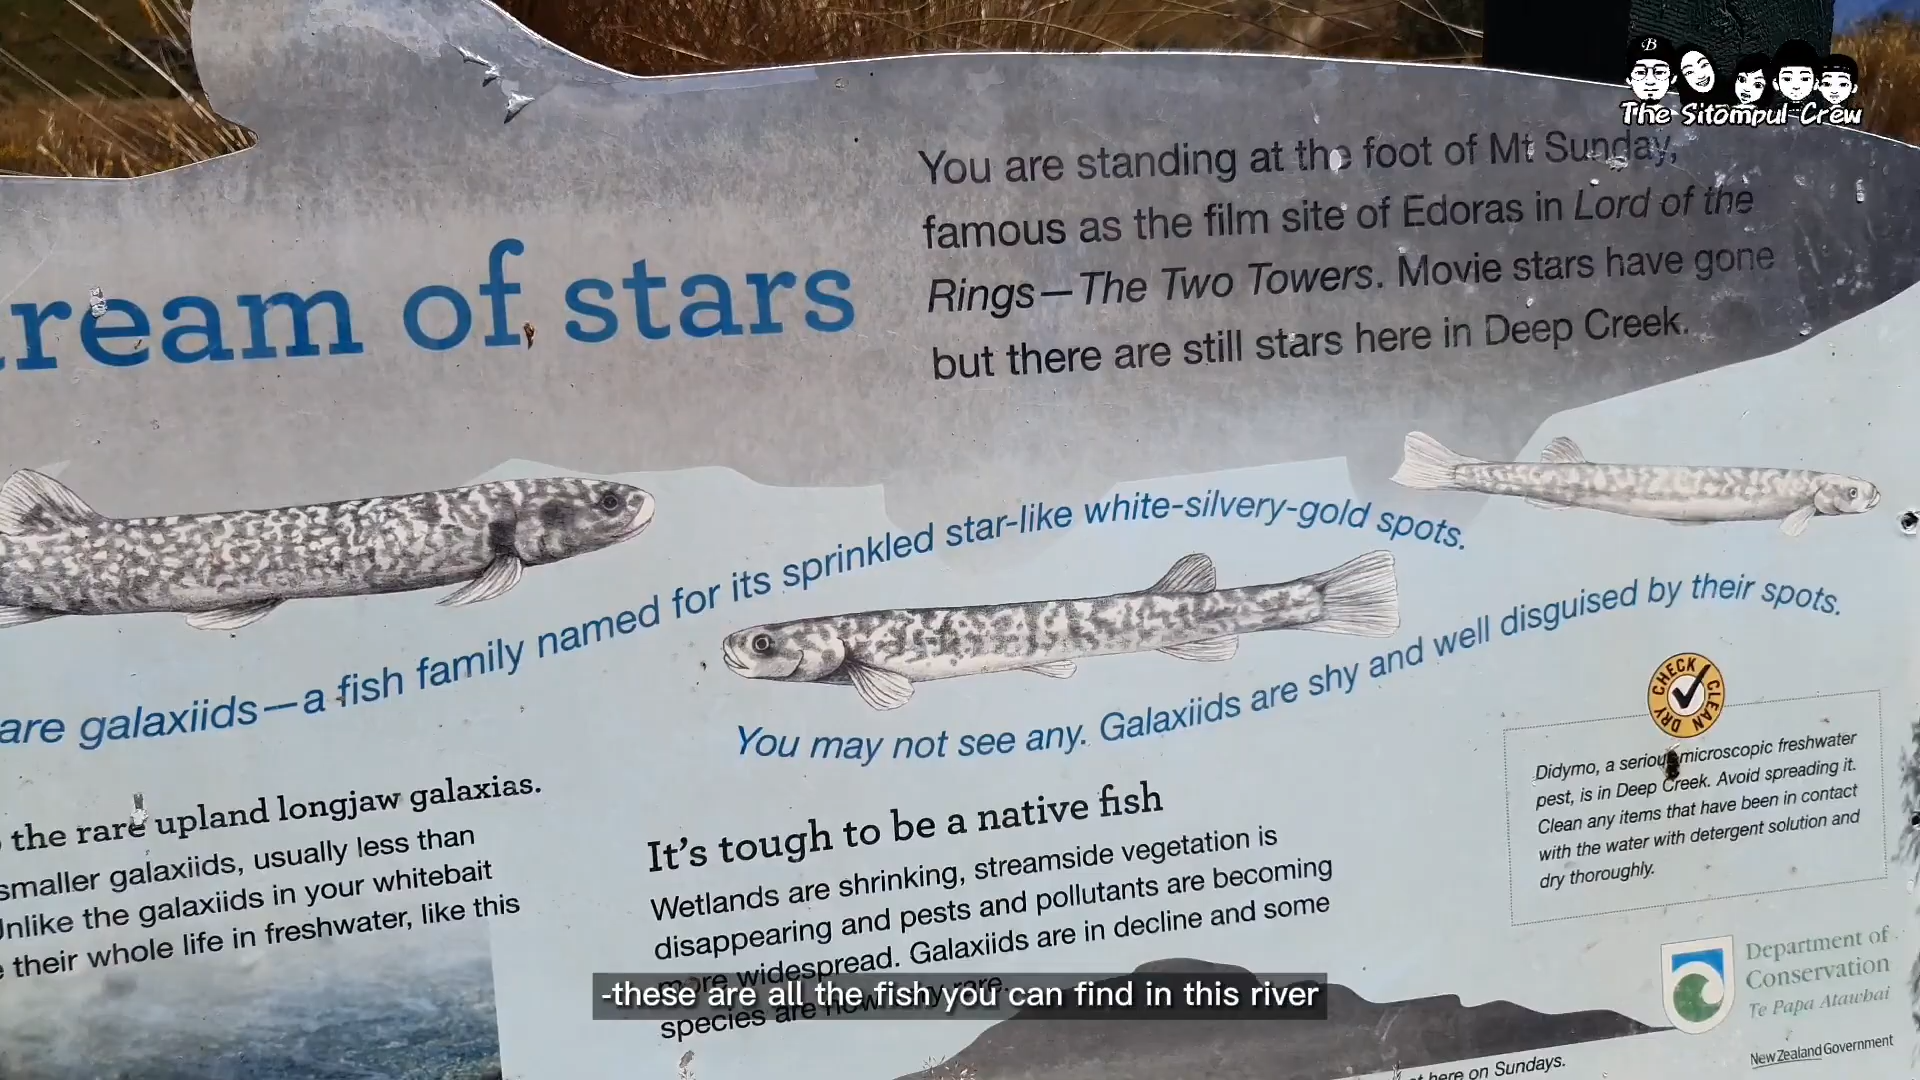 The Sitompul Crew
You are standing at the foot of Mt Sunday,
famous as the film site of Edoras in Lord of the
Rings—The Two Towers. Movie stars have gone
but there are still stars here in Deep Creek.
ream of stars
are galaxiids—a fish family named for its sprinkled star-like white-silvery-gold spots.
You may not see any. Galaxiids are shy and well disguised by their spots.
the rare upland longjaw galaxias.
smaller galaxiids, usually less than
Unlike the galaxiids in your whitebait
their whole life in freshwater, like this
It's tough to be a native fish
Wetlands are shrinking, streamside vegetation is
disappearing and pests and pollutants are becoming
more widespread. Galaxiids are in decline and some
species are now very rare.
CHECK CLEAN DRY
Didymo, a serious microscopic freshwater
pest, is in Deep Creek. Avoid spreading it.
Clean any items that have been in contact
with the water with detergent solution and
dry thoroughly.
Department of
Conservation
Te Papa Atawhai
New Zealand Government
here on Sundays.
-these are all the fish you can find in this river